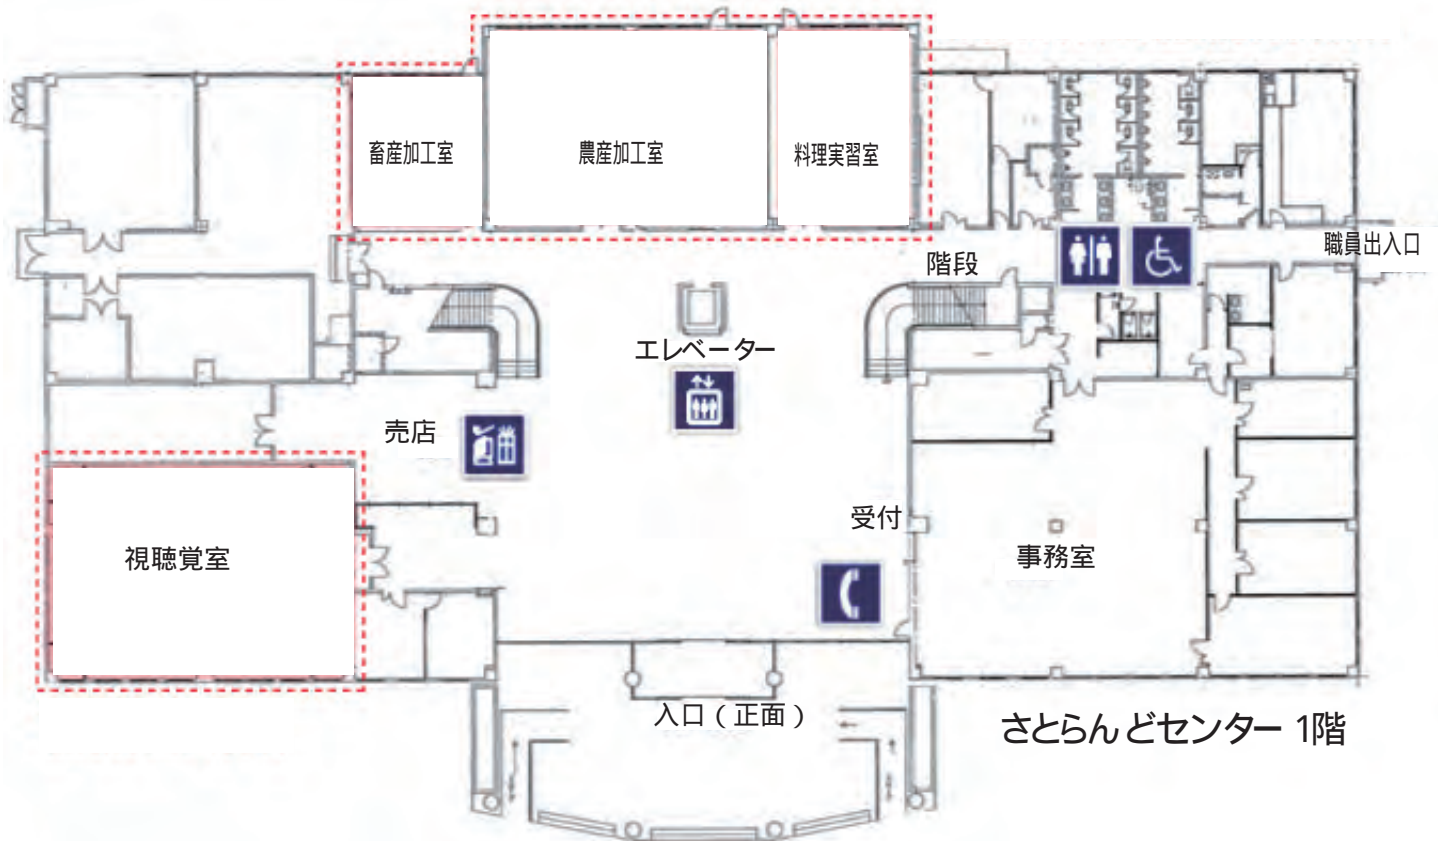 畜産加工室
農産加工室
料理実習室
職員出入口
階段
エレベーター
売店
受付
視聴覚室
事務室
入口(正面)
さとらんどセンター 1階